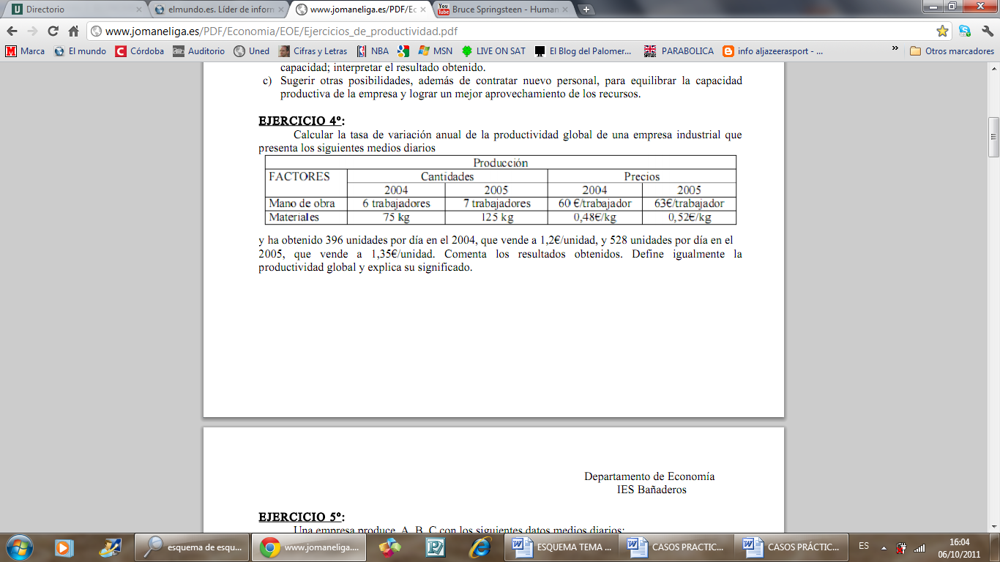 Directorio
elmundo.es. Líder de inforn
www.jomaneliga.es/PDF/Ec
You Tube
Bruce Springsteen - Human
www.jomaneliga.es/PDF/Economia/EOE/Ejercicios_de_productividad.pdf
Marca El mundo Córdoba Auditorio Uned Cifras y Letras NBA MSN LIVE ON SAT El Blog del Palomer... PARABOLICA info aljazeerasport - ... » Otros marcadores
capacidad; interpretar el resultado obtenido.
c) Sugerir otras posibilidades, además de contratar nuevo personal, para equilibrar la capacidad
productiva de la empresa y lograr un mejor aprovechamiento de los recursos.
EJERCICIO 4º:
Calcular la tasa de variación anual de la productividad global de una empresa industrial que
presenta los siguientes medios diarios
Producción
FACTORES Cantidades Precios
2004 2005 2004 2005
Mano de obra 6 trabajadores 7 trabajadores 60 €/trabajador 63€/trabajador
Materiales 75 kg 125 kg 0,48€/kg 0,52€/kg
y ha obtenido 396 unidades por día en el 2004, que vende a 1,2€/unidad, y 528 unidades por día en el
2005, que vende a 1,35€/unidad. Comenta los resultados obtenidos. Define igualmente la
productividad global y explica su significado.
Departamento de Economía
IES Bañaderos
EJERCICIO 5º:
Una empresa produce A, B, C con los siguientes datos medios diarios:
esquema de esqu...
www.jomaneliga....
ESQUEMA TEMA ...
CASOS PRACTIC...
CASOS PRÁCTIC...
ES
16:04
06/10/2011